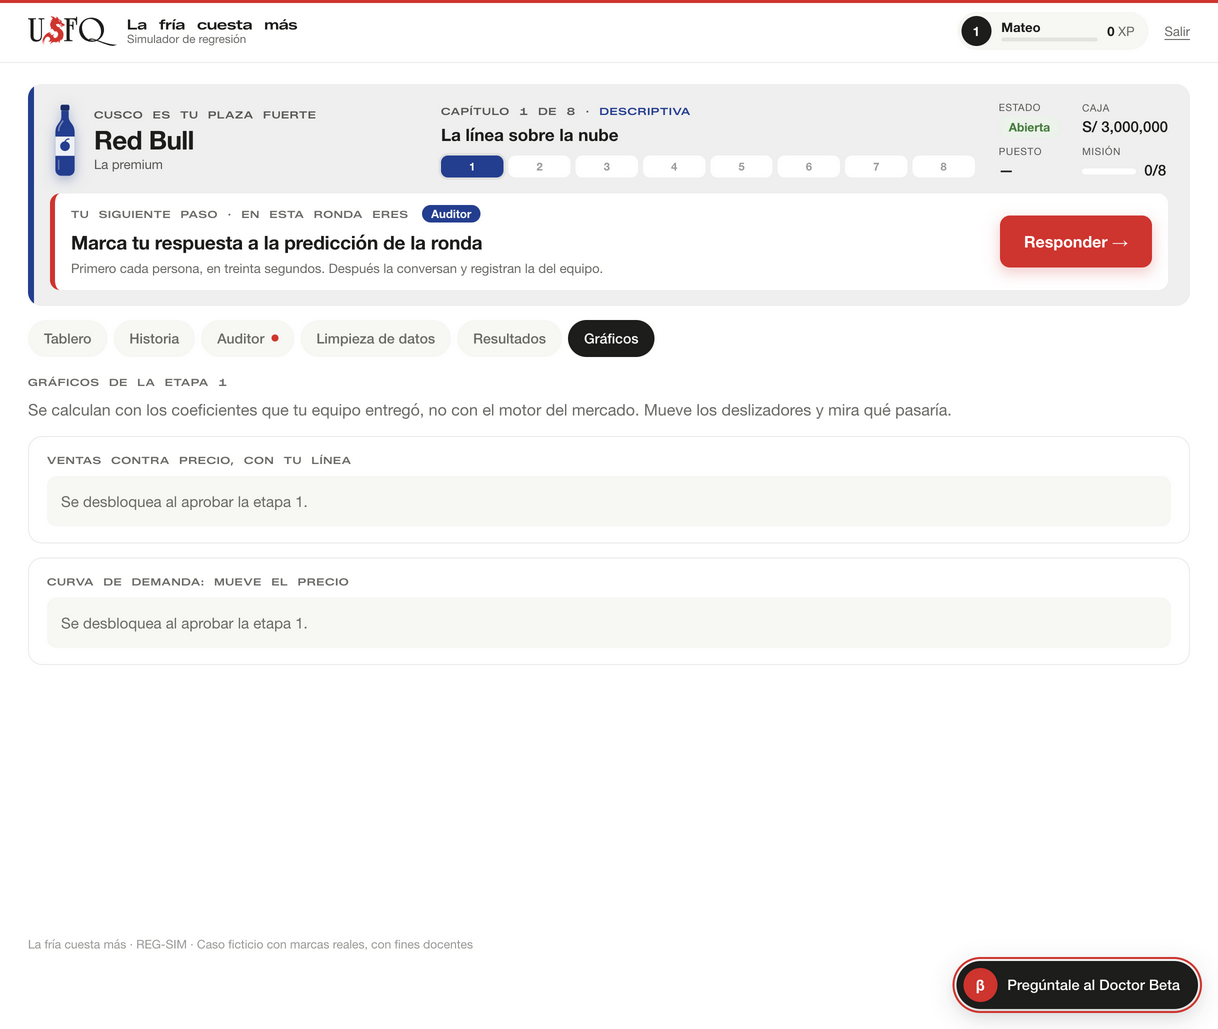 USFQ
La fría cuesta más
Simulador de regresión
1
Mateo
0 XP
Salir
CUSCO ES TU PLAZA FUERTE
Red Bull
La premium
CAPÍTULO 1 DE 8 · DESCRIPTIVA
La línea sobre la nube
1 2 3 4 5 6 7 8
ESTADO
Abierta
CAJA
S/ 3,000,000
PUESTO
—
MISIÓN
0/8
TU SIGUIENTE PASO · EN ESTA RONDA ERES Auditor
Marca tu respuesta a la predicción de la ronda
Primero cada persona, en treinta segundos. Después la conversan y registran la del equipo.
Responder →
Tablero Historia Auditor Limpieza de datos Resultados Gráficos
GRÁFICOS DE LA ETAPA 1
Se calculan con los coeficientes que tu equipo entregó, no con el motor del mercado. Mueve los deslizadores y mira qué pasaría.
VENTAS CONTRA PRECIO, CON TU LÍNEA
Se desbloquea al aprobar la etapa 1.
CURVA DE DEMANDA: MUEVE EL PRECIO
Se desbloquea al aprobar la etapa 1.
La fría cuesta más · REG-SIM · Caso ficticio con marcas reales, con fines docentes
β Pregúntale al Doctor Beta